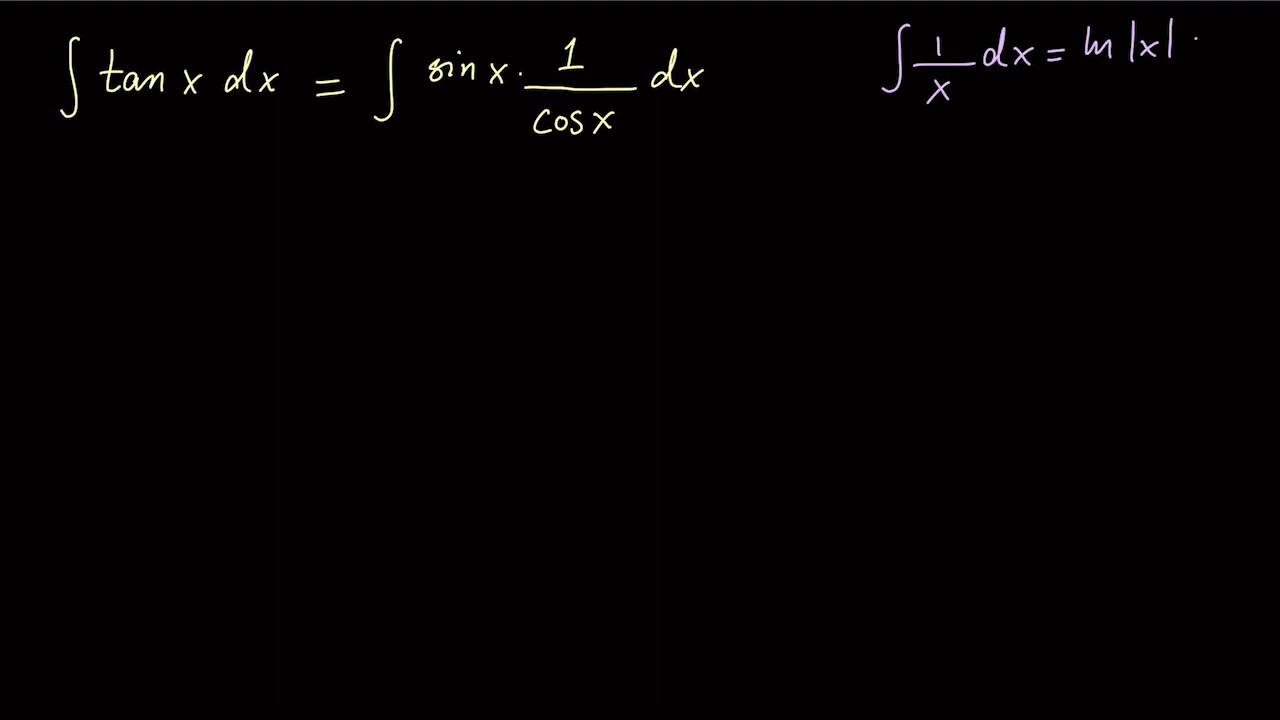 ∫ tan x dx = ∫ sin x · 1/cos x dx
∫ 1/x dx = ln |x| ·